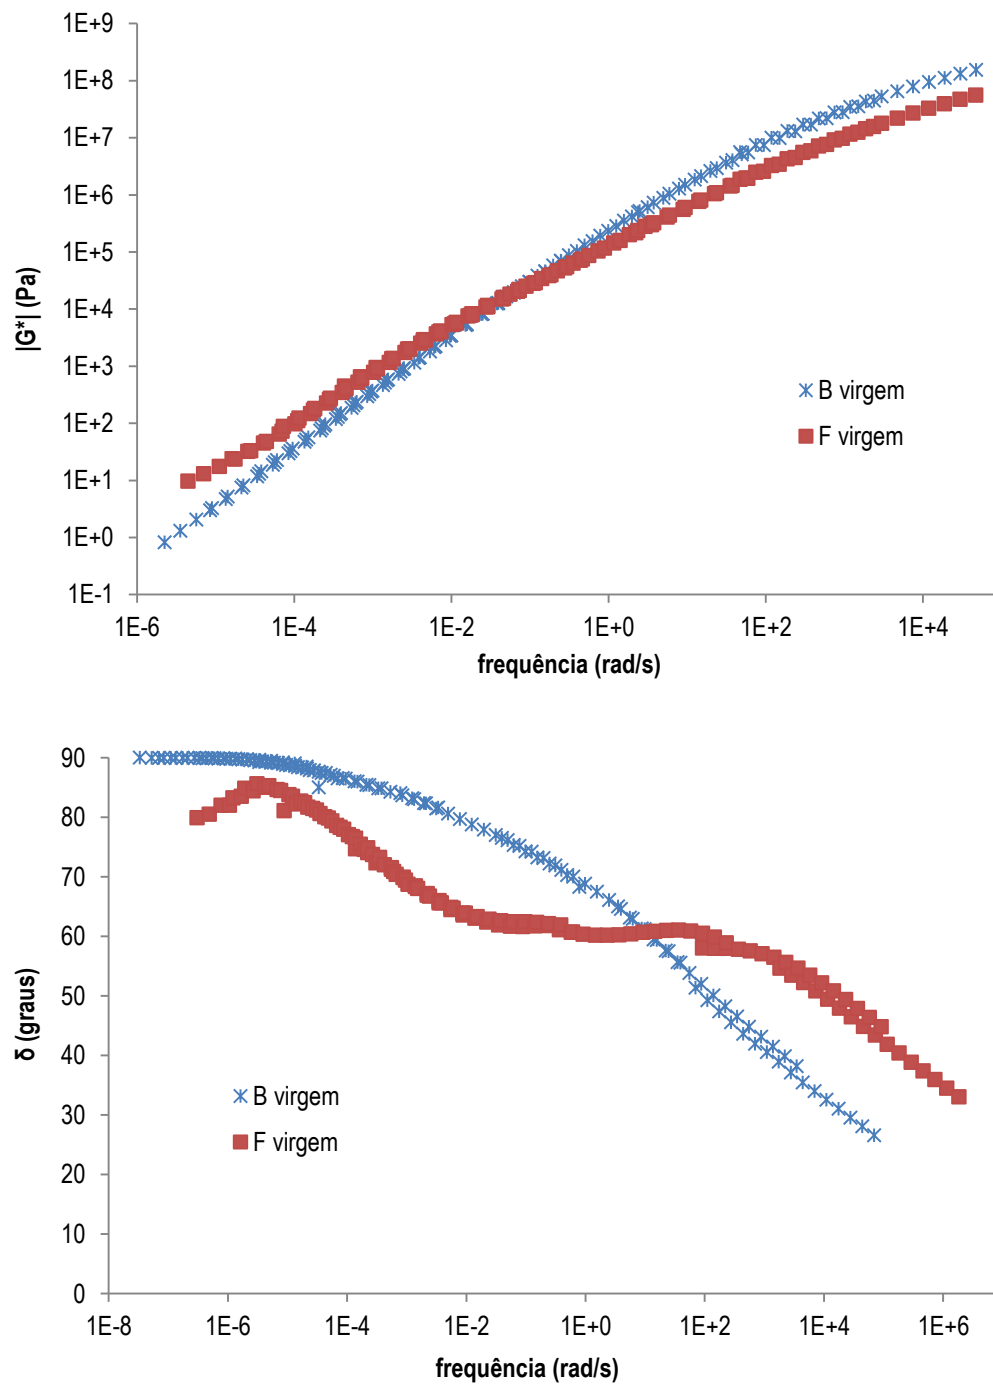 1E+9
1E+8
1E+7
1E+6
1E+5
1E+4
1E+3
1E+2
1E+1
1E+0
1E-1
|G*| (Pa)
B virgem
F virgem
1E-6 1E-4 1E-2 1E+0 1E+2 1E+4
frequência (rad/s)
90
80
70
60
50
40
30
20
10
0
δ (graus)
B virgem
F virgem
1E-8 1E-6 1E-4 1E-2 1E+0 1E+2 1E+4 1E+6
frequência (rad/s)